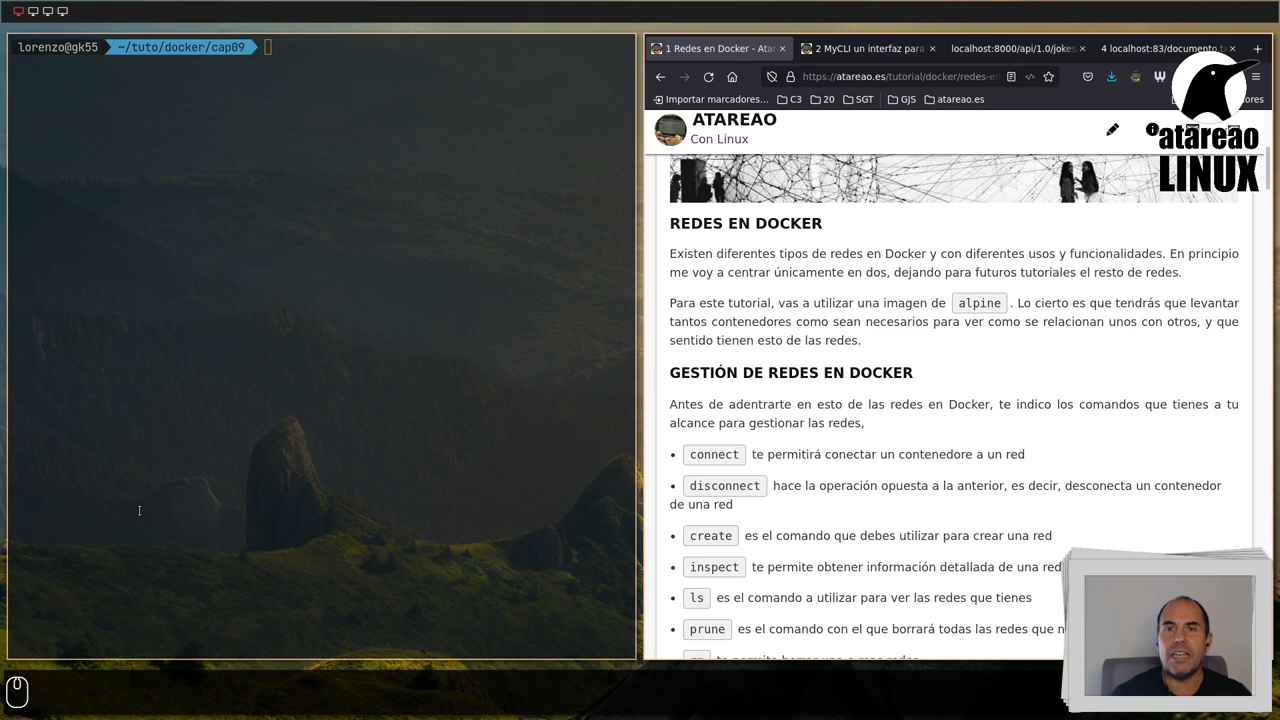 lorenzo@gk55 ~/tuto/docker/cap09
1 Redes en Docker - Atar
2 MyCLI un interfaz para
localhost:8000/api/1.0/jokes
4 localhost:83/documento.t
https://atareao.es/tutorial/docker/redes-en
Importar marcadores... C3 20 SGT GJS atareao.es
ATAREAO
Con Linux
atareao
LINUX
REDES EN DOCKER
Existen diferentes tipos de redes en Docker y con diferentes usos y funcionalidades. En principio
me voy a centrar únicamente en dos, dejando para futuros tutoriales el resto de redes.
Para este tutorial, vas a utilizar una imagen de alpine . Lo cierto es que tendrás que levantar
tantos contenedores como sean necesarios para ver como se relacionan unos con otros, y que
sentido tienen esto de las redes.
GESTIÓN DE REDES EN DOCKER
Antes de adentrarte en esto de las redes en Docker, te indico los comandos que tienes a tu
alcance para gestionar las redes,
• connect te permitirá conectar un contenedore a un red
• disconnect hace la operación opuesta a la anterior, es decir, desconecta un contenedor
de una red
• create es el comando que debes utilizar para crear una red
• inspect te permite obtener información detallada de una red
• ls es el comando a utilizar para ver las redes que tienes
• prune es el comando con el que borrará todas las redes que n